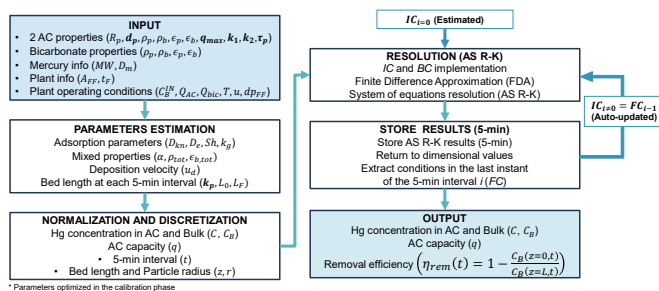 INPUT
• 2 AC properties (R_p, d_p, ρ_p, ρ_b, ϵ_p, ϵ_b, q_max, k_1, k_2, τ_p)
• Bicarbonate properties (ρ_p, ρ_b, ϵ_p, ϵ_b)
• Mercury info (MW, D_m)
• Plant info (A_FF, t_F)
• Plant operating conditions (C_B^IN, Q_AC, Q_bic, T, u, dp_FF)
PARAMETERS ESTIMATION
Adsorption parameters (D_kn, D_e, Sh, k_g)
Mixed properties (α, ρ_tot, ϵ_b,tot)
Deposition velocity (u_d)
Bed length at each 5-min interval (k_p, L_0, L_F)
NORMALIZATION AND DISCRETIZATION
Hg concentration in AC and Bulk (C, C_B)
AC capacity (q)
• 5-min interval (t)
• Bed length and Particle radius (z, r)
* Parameters optimized in the calibration phase
IC_i=0 (Estimated)
RESOLUTION (AS R-K)
IC and BC implementation
Finite Difference Approximation (FDA)
System of equations resolution (AS R-K)
IC_i≠0 = FC_i−1
(Auto-updated)
STORE RESULTS (5-min)
Store AS R-K results (5-min)
Return to dimensional values
Extract conditions in the last instant
of the 5-min interval i (FC)
OUTPUT
Hg concentration in AC and Bulk (C, C_B)
AC capacity (q)
Removal efficiency (η_rem(t) = 1 − C_B(z=0,t)/C_B(z=L,t))